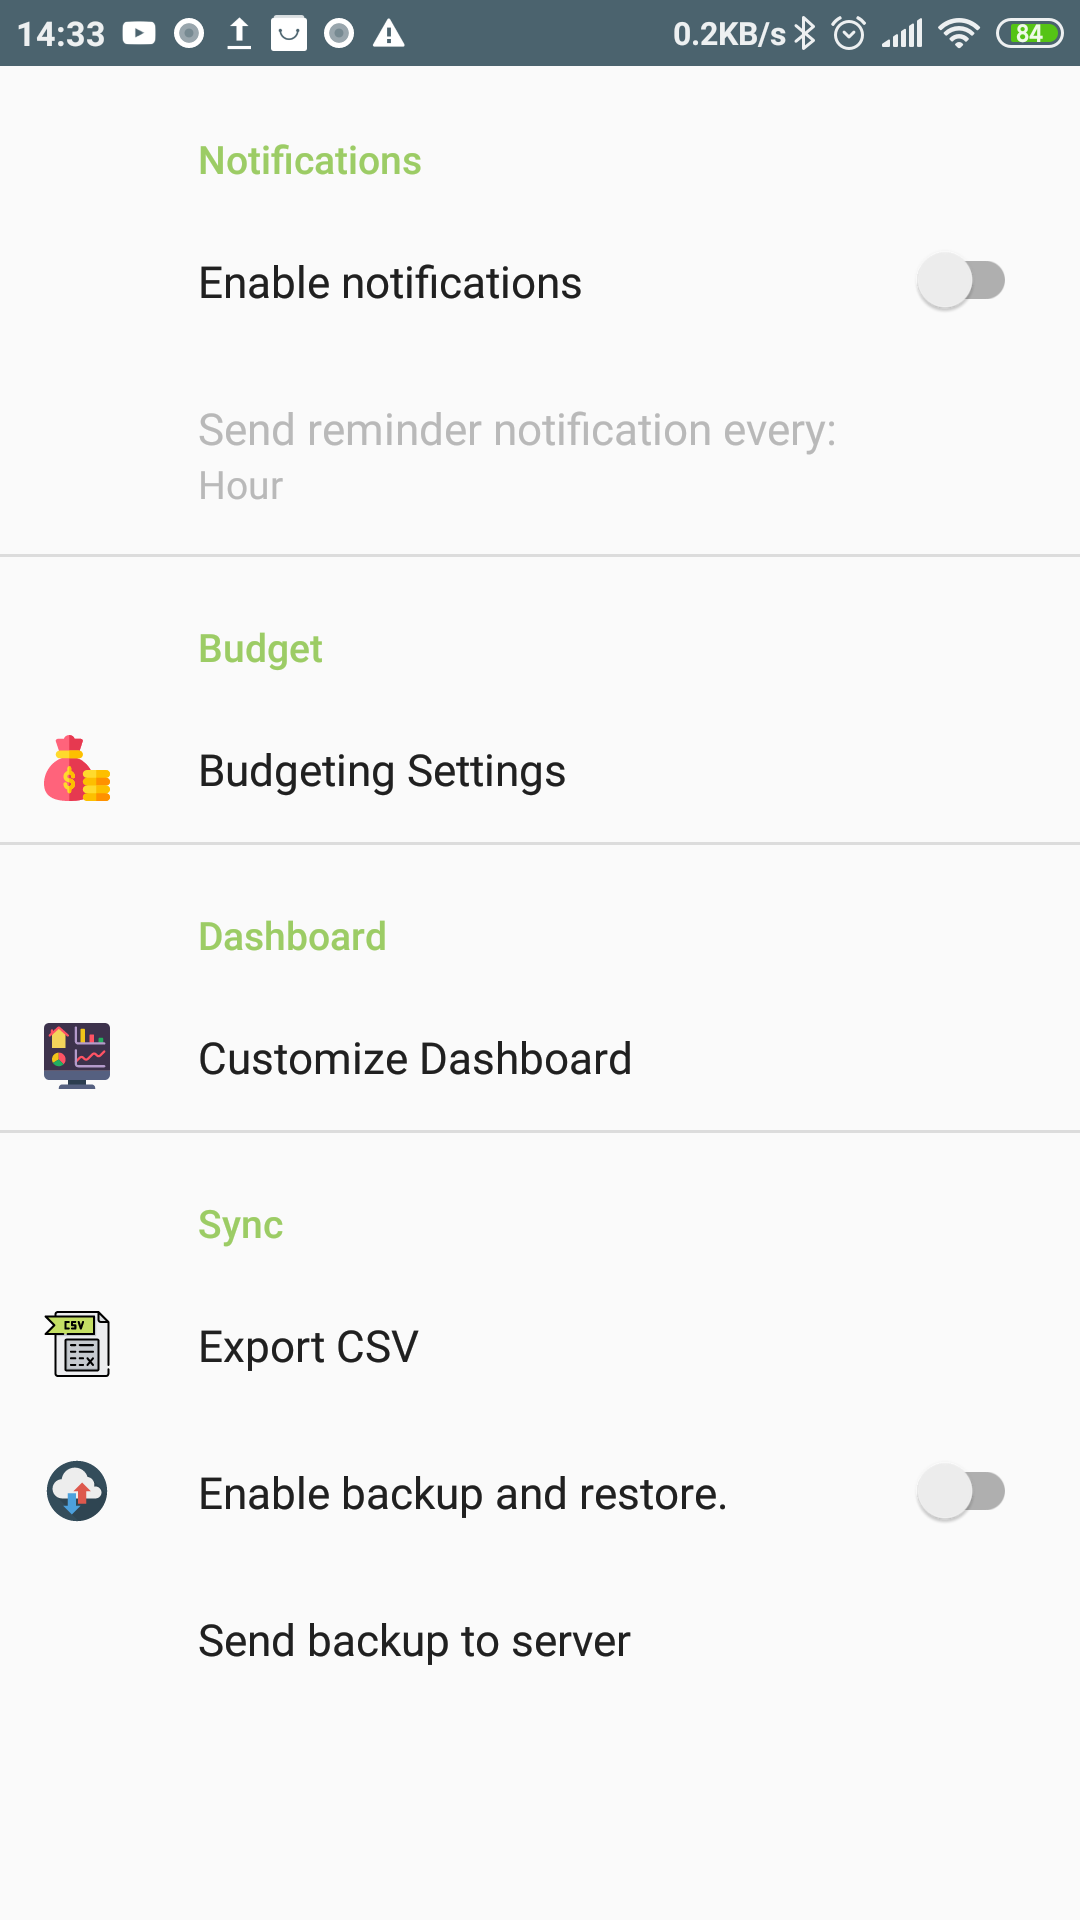 14:33 0.2KB/s 84
Notifications
Enable notifications
Send reminder notification every:
Hour
Budget
$
Budgeting Settings
Dashboard
Customize Dashboard
Sync
CSV
Export CSV
Enable backup and restore.
Send backup to server